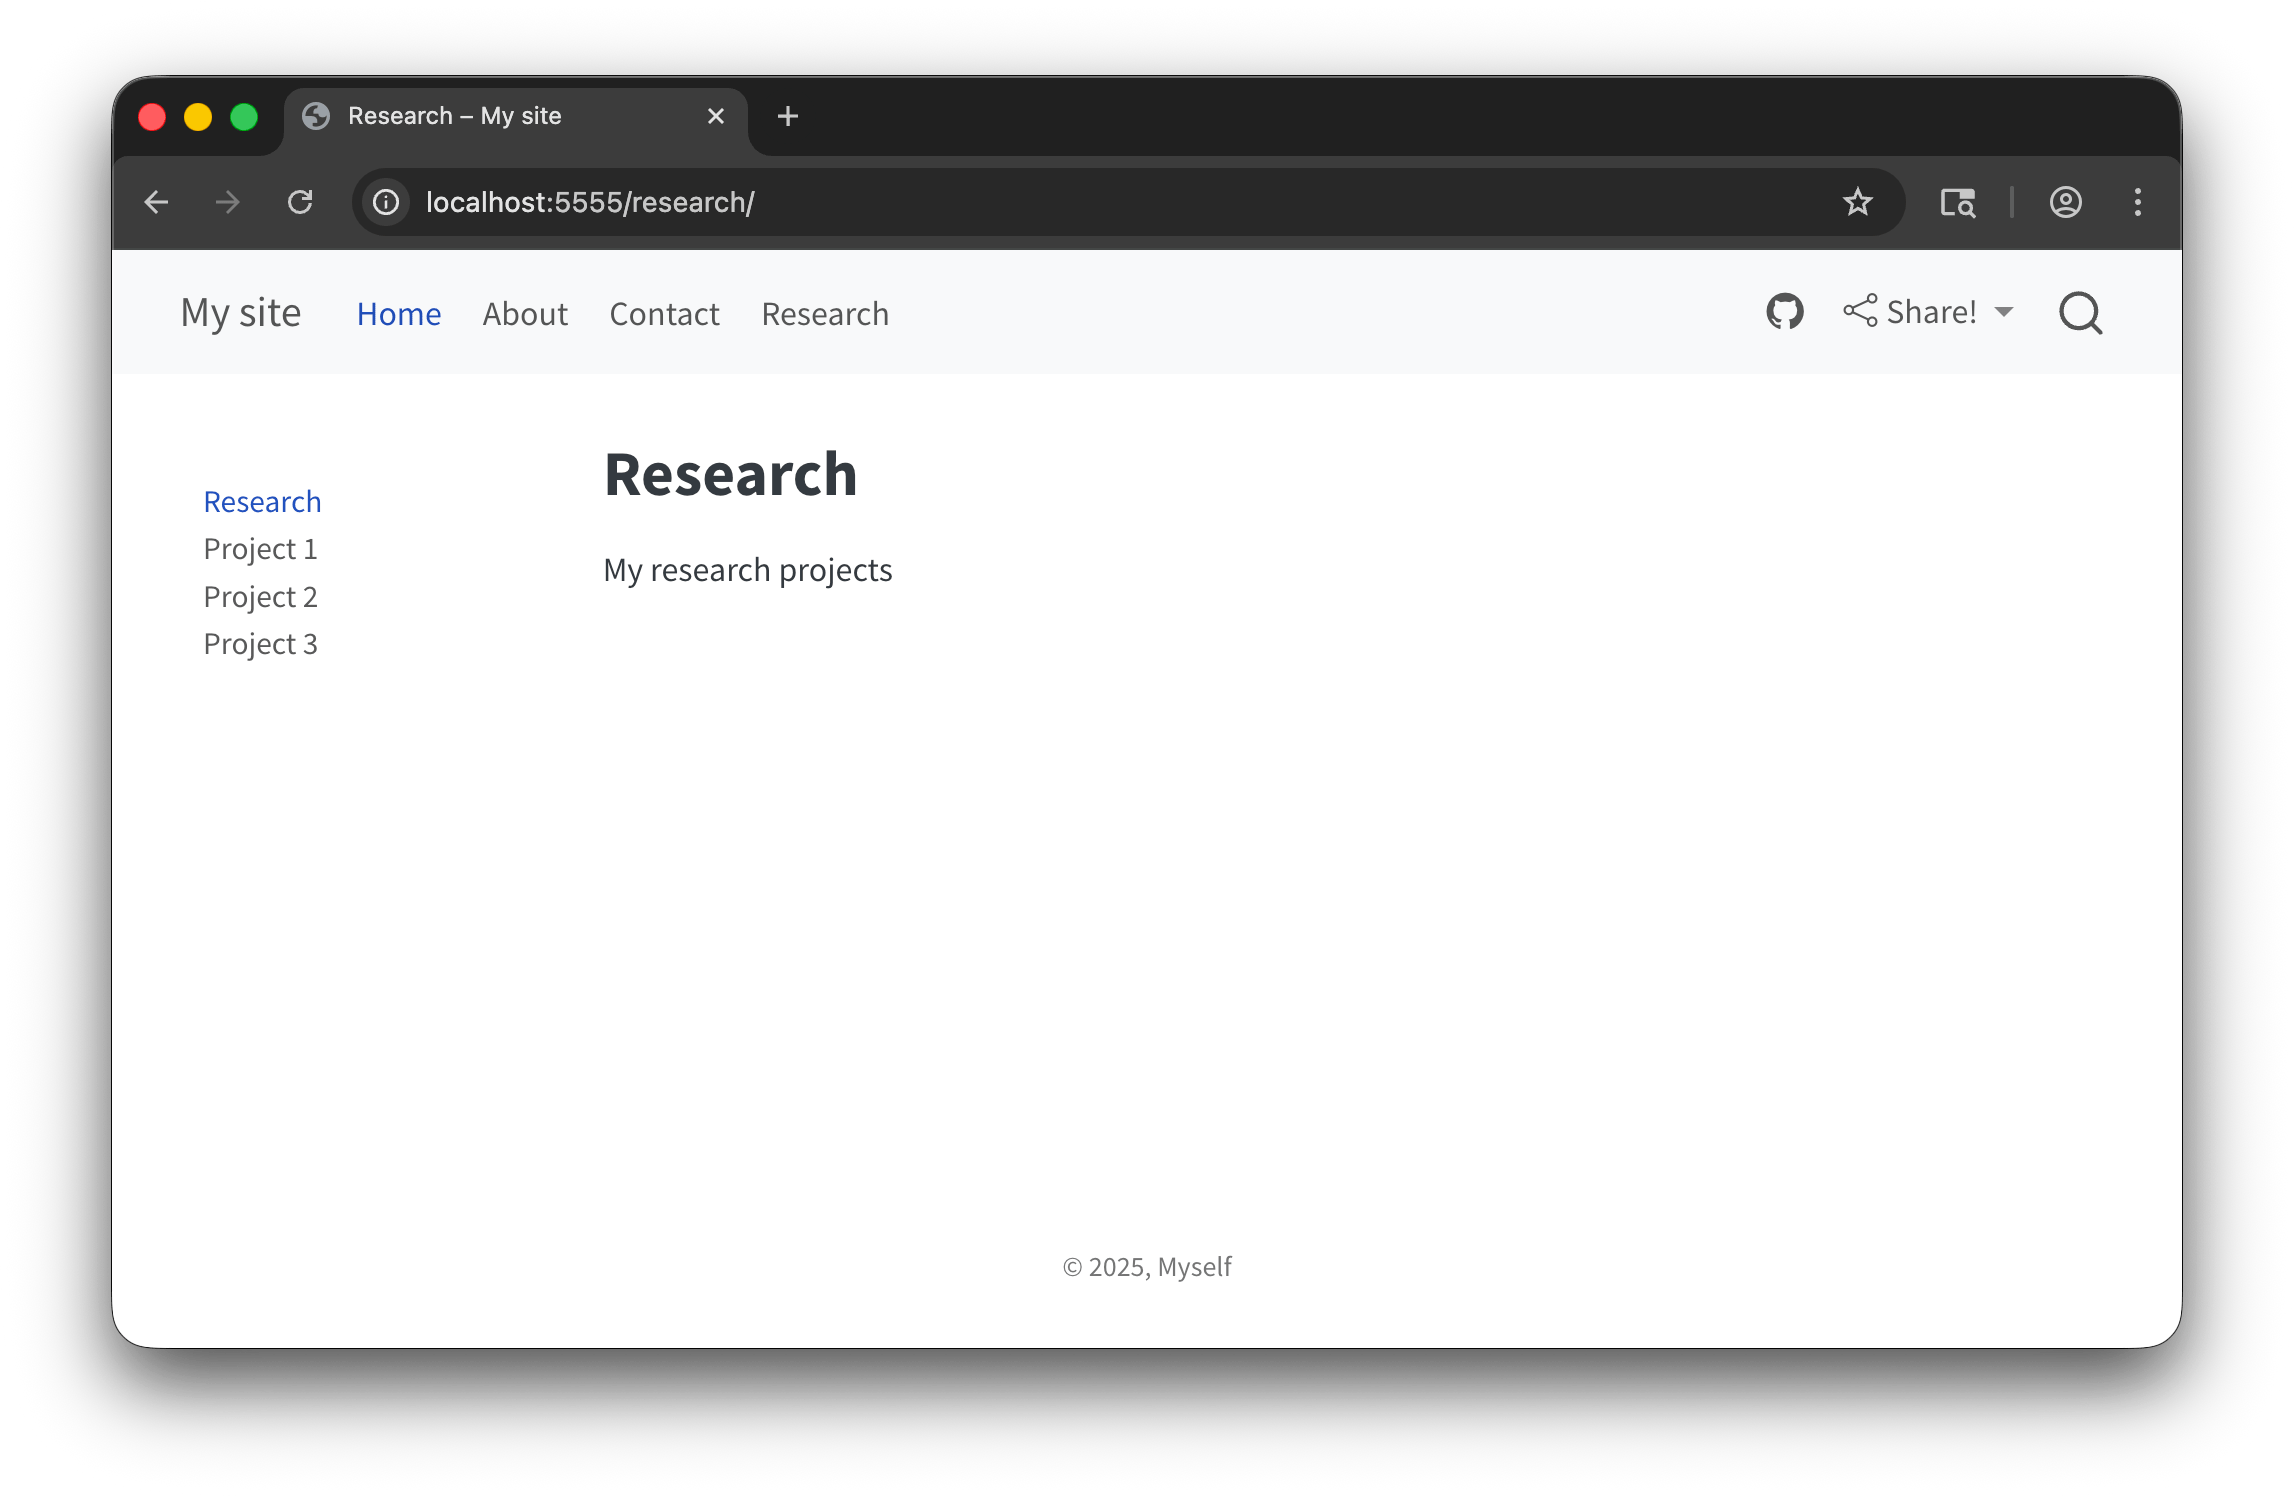 Research – My site
localhost:5555/research/
My site Home About Contact Research Share!
Research
Project 1
Project 2
Project 3
Research
My research projects
© 2025, Myself